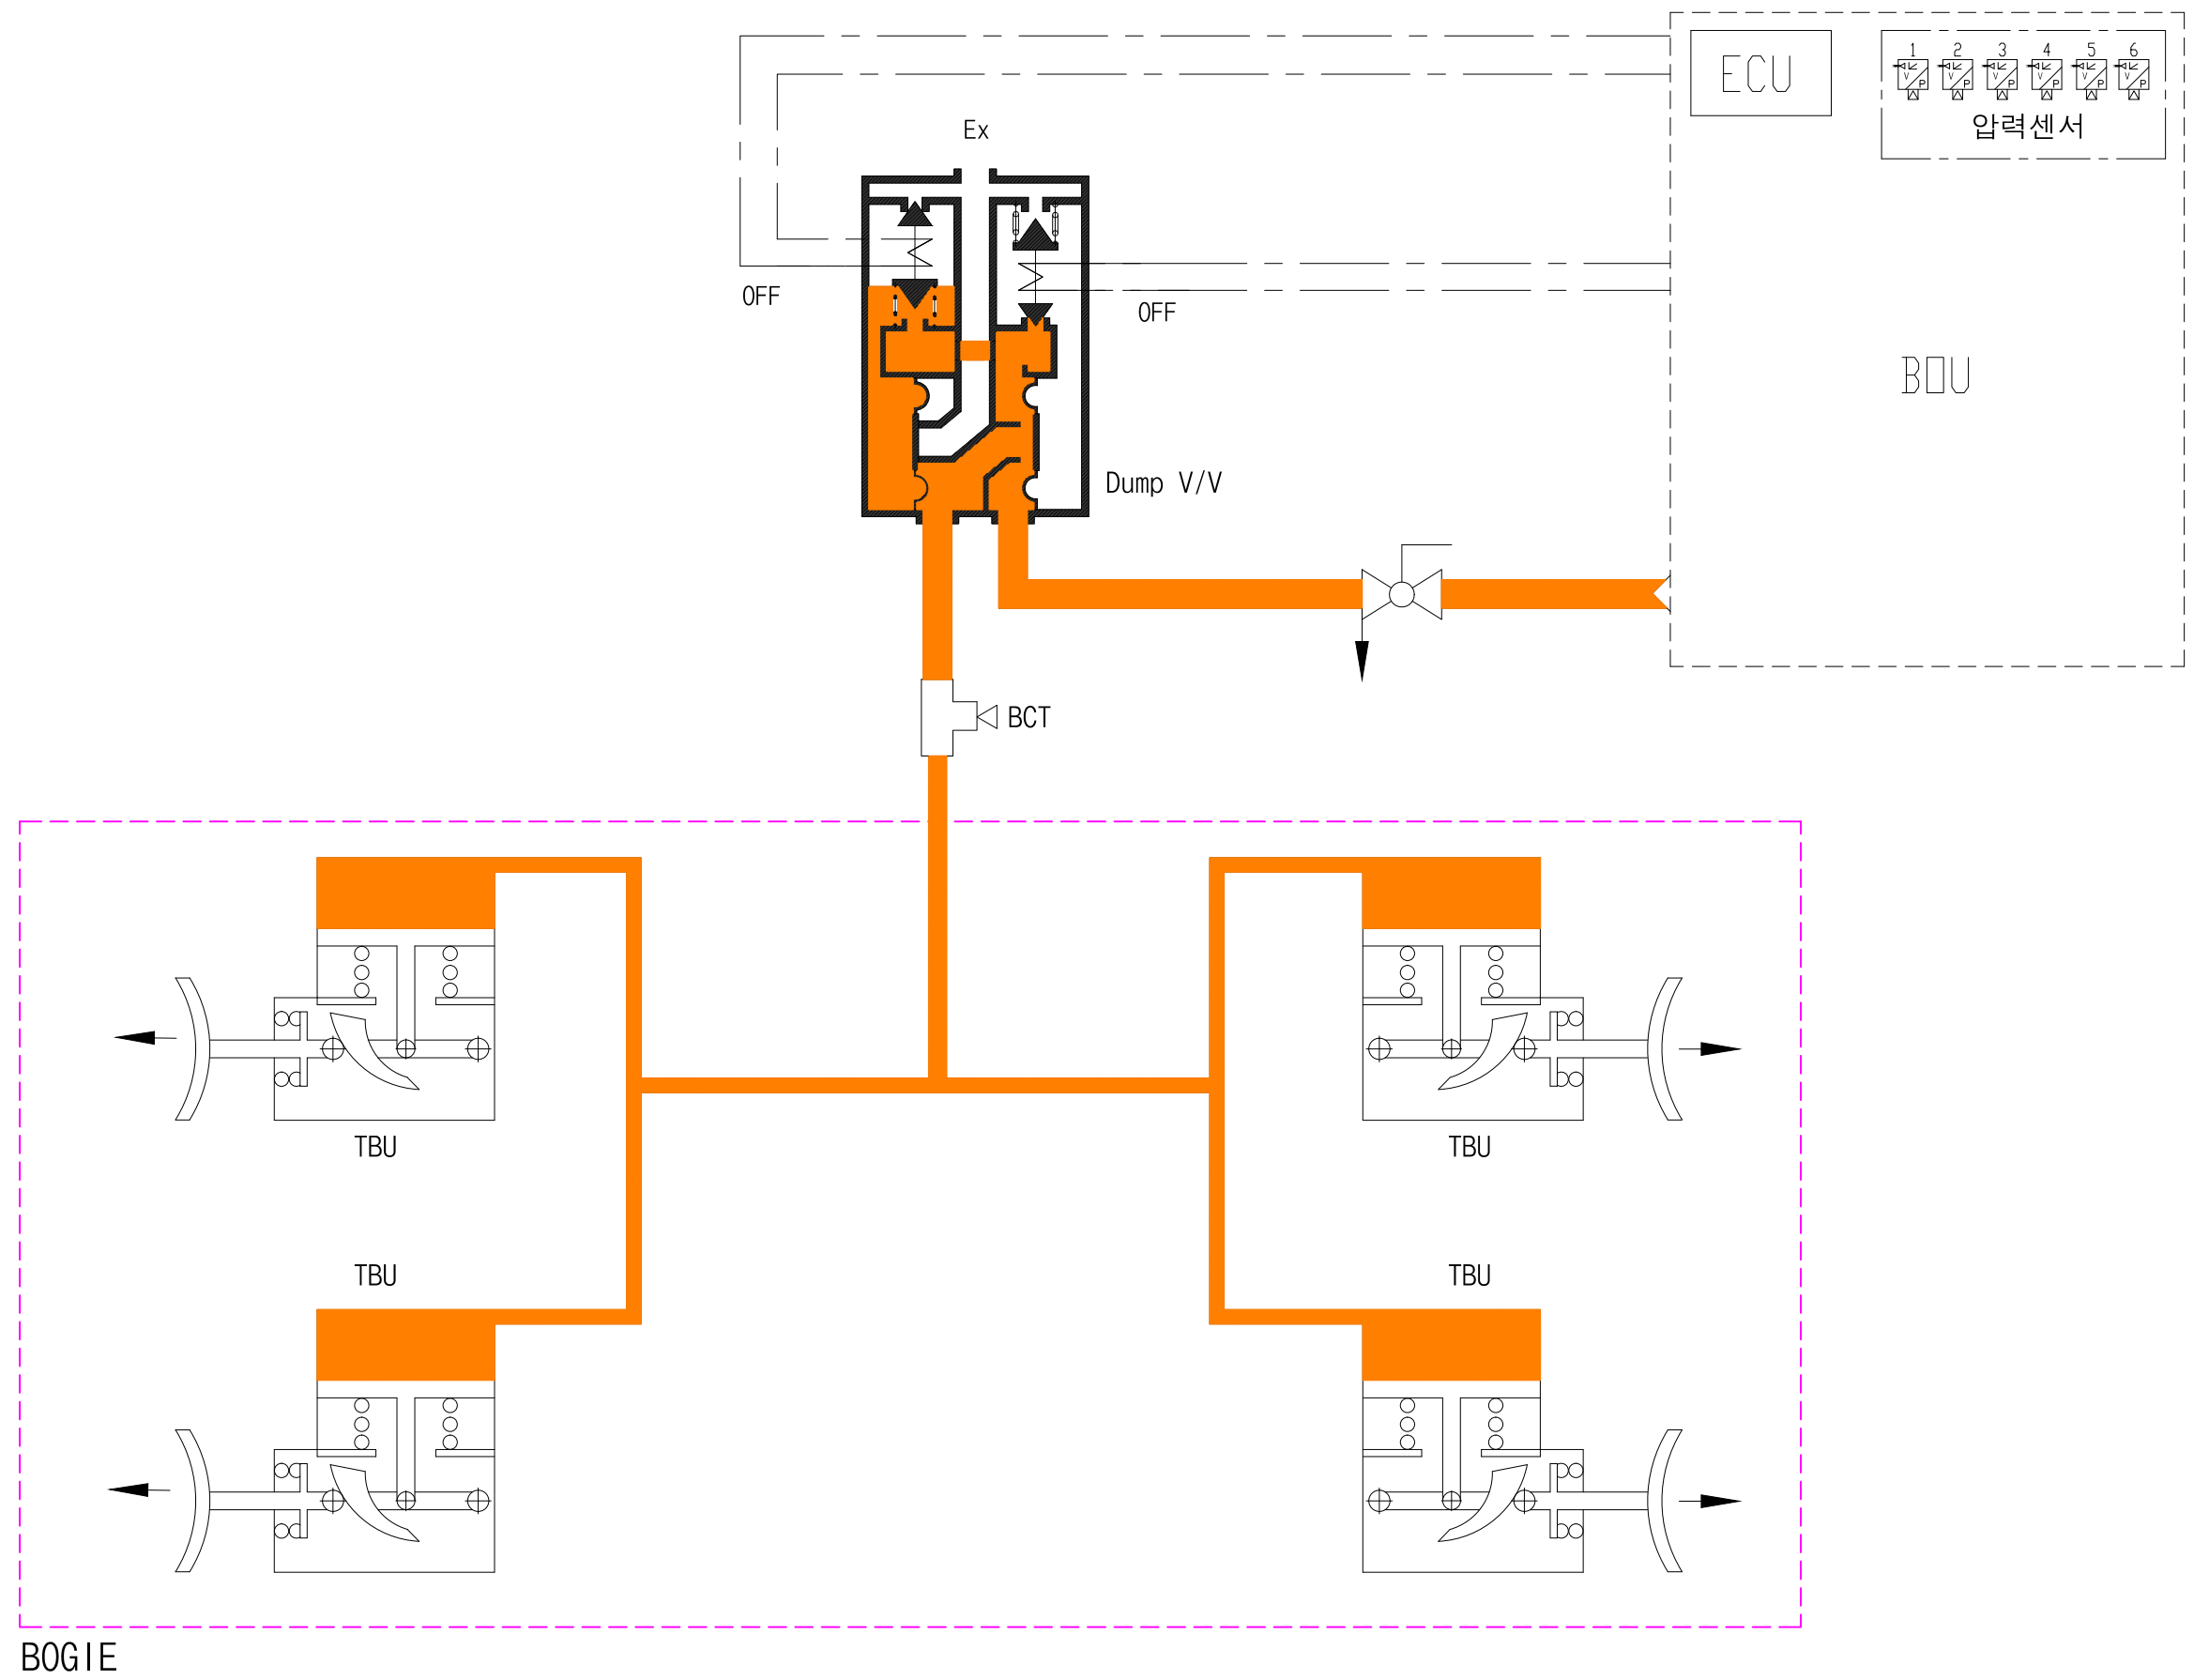 ECU
1 2 3 4 5 6
V V V V V V
P P P P P P
압력센서
Ex
OFF
OFF
BOU
Dump V/V
BCT
TBU
TBU
TBU
TBU
BOGIE